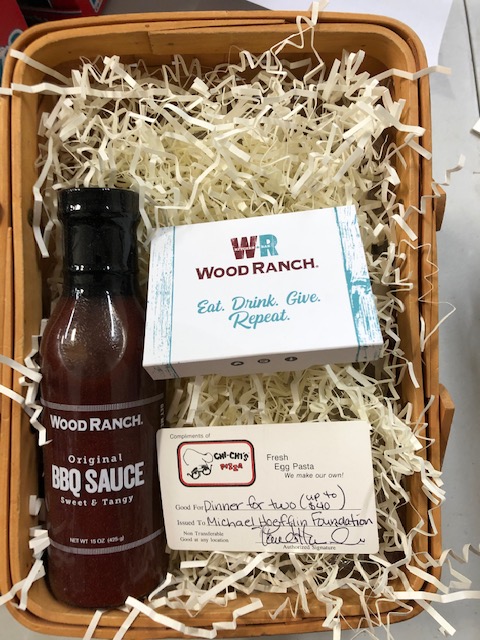 WR
WOOD RANCH.
Eat. Drink. Give.
Repeat.
WOOD RANCH.
Original
BBQ SAUCE
Sweet & Tangy
NET WT 15 OZ (425g)
Compliments of
CHI-CHI'S
PIZZA
Fresh
Egg Pasta
We make our own!
Good For Dinner for two (up to $40)
Issued To Michael Hoefflin Foundation
Non Transferable
Good at any location
Authorized Signature